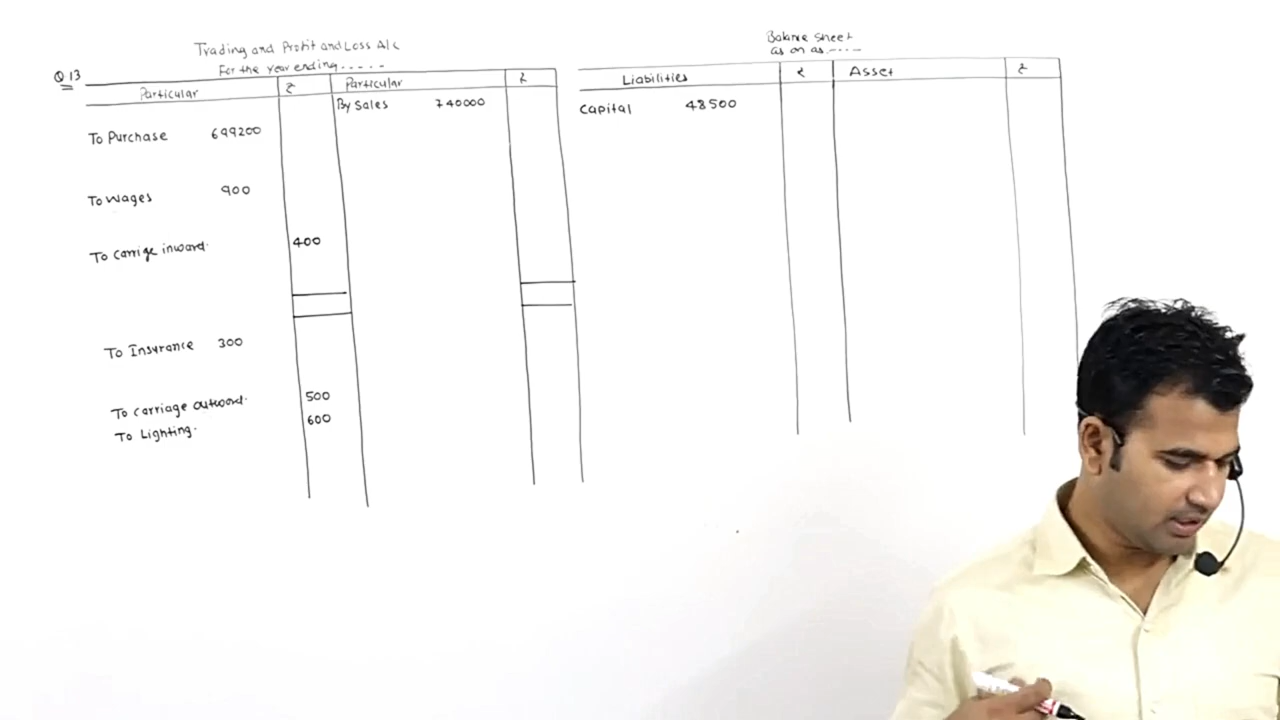 Trading and Profit and Loss A/c
For the year ending.....
Q 13
Particular ₹ Particular ₹
By Sales 740000
To Purchase 699200
To Wages 900
To Carrige inward. 400
To Insurance 300
To Carriage outword. 500
To Lighting. 600
Balance Sheet
as on as.----
Liabilities ₹ Asset ₹
Capital 48500